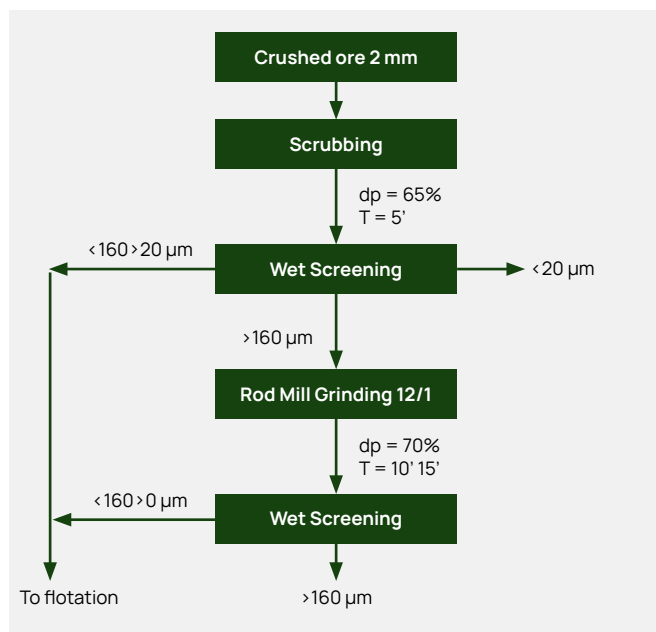 Crushed ore 2 mm
Scrubbing
dp = 65%
T = 5'
<160>20 µm
Wet Screening
<20 µm
>160 µm
Rod Mill Grinding 12/1
dp = 70%
T = 10' 15'
<160>0 µm
Wet Screening
To flotation
>160 µm